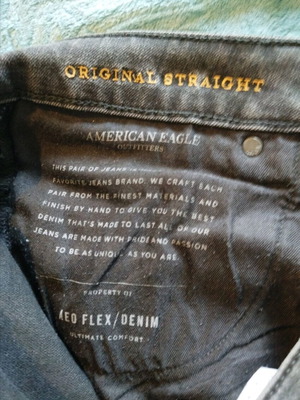 ORIGINAL STRAIGHT
AMERICAN EAGLE
OUTFITTERS
THIS PAIR OF JEANS
FAVORITE JEANS BRAND. WE CRAFT EACH
PAIR FROM THE FINEST MATERIALS AND
FINISH BY HAND TO GIVE YOU THE BEST
DENIM THAT'S MADE TO LAST. ALL OF OUR
JEANS ARE MADE WITH PRIDE AND PASSION
TO BE AS UNIQUE AS YOU ARE.
PROPERTY OF
NEO FLEX/DENIM
ULTIMATE COMFORT